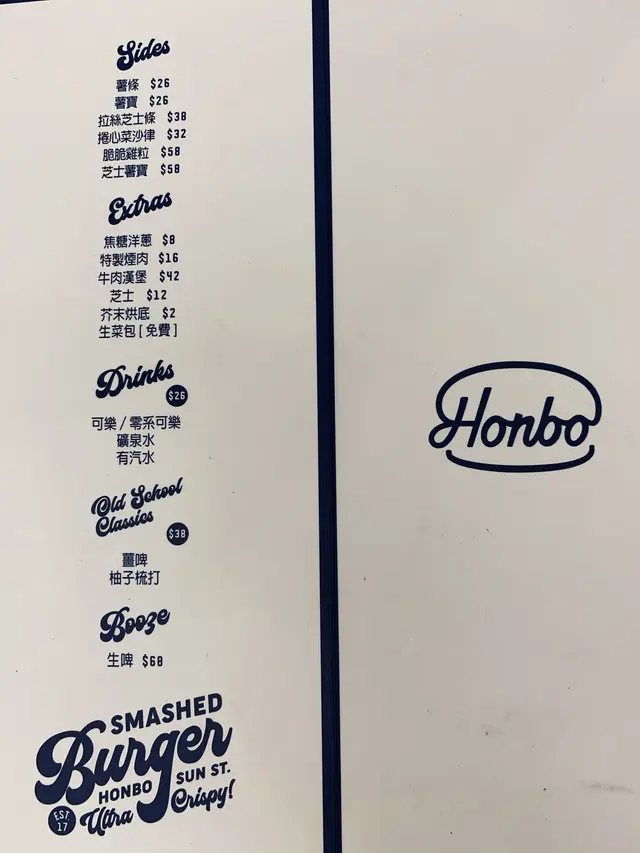 Sides
薯條 $26
薯寶 $26
拉絲芝士條 $38
捲心菜沙律 $32
脆脆雞粒 $58
芝士薯寶 $58
Extras
焦糖洋蔥 $8
特製煙肉 $16
牛肉漢堡 $42
芝士 $12
芥末烘底 $2
生菜包 [ 免費 ]
Drinks
$26
可樂 / 零系可樂
礦泉水
有汽水
Old School
Classics
$38
薑啤
柚子梳打
Booze
生啤 $68
SMASHED
Burger
HONBO SUN ST.
EST. 17
Ultra Crispy!
Honbo